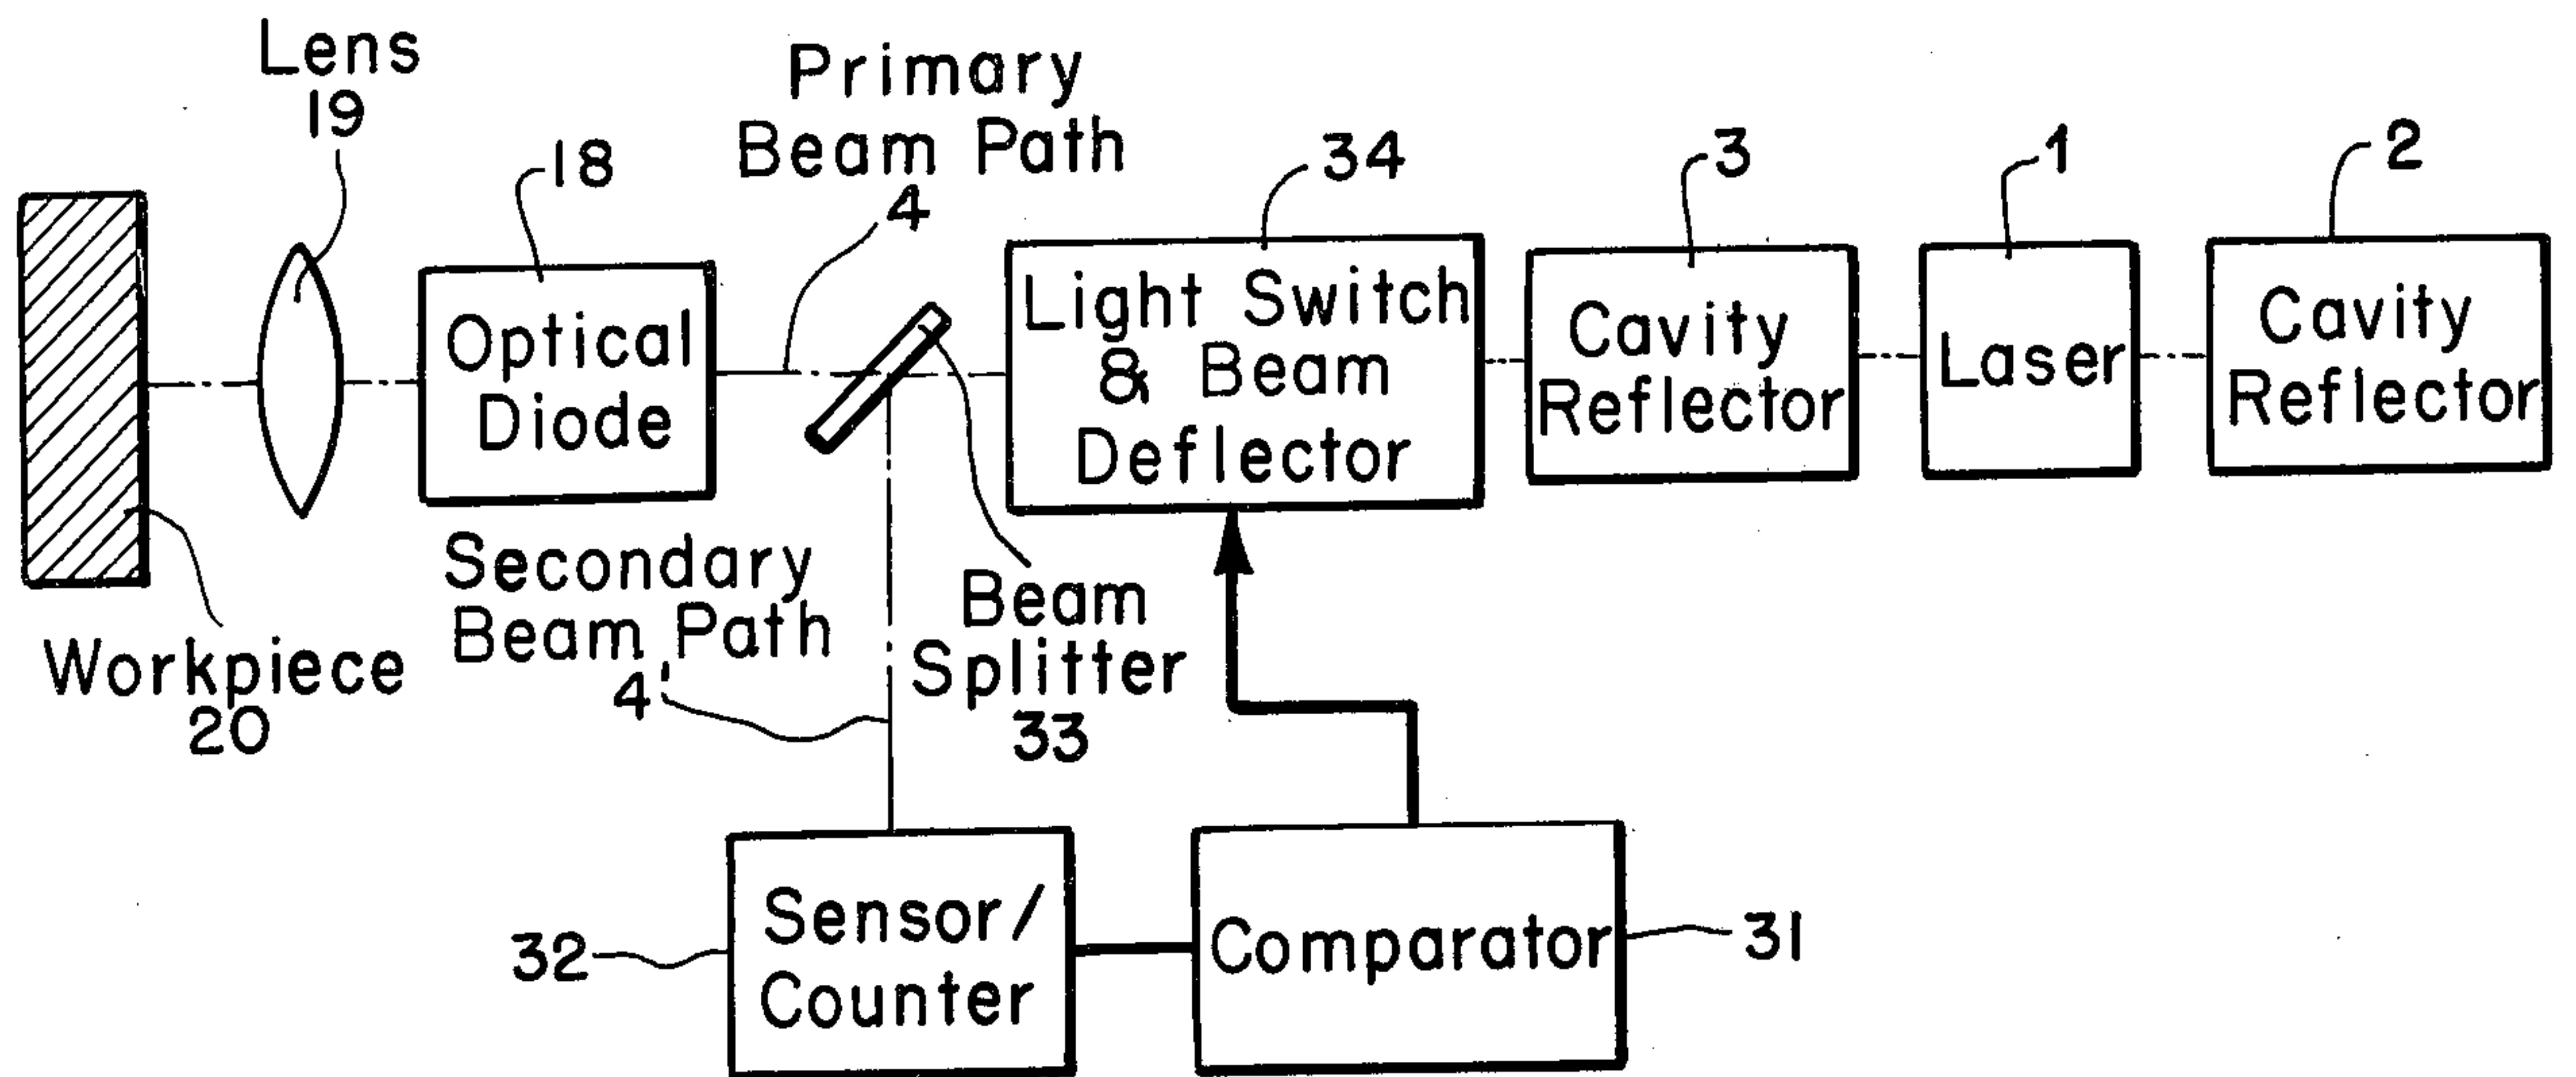 Lens
19
Primary
Beam Path
4
18
34
3
1
2
Optical
Diode
Light Switch
& Beam
Deflector
Cavity
Reflector
Laser
Cavity
Reflector
Workpiece
20
Secondary
Beam Path
4'
Beam
Splitter
33
32
Sensor/
Counter
Comparator
31